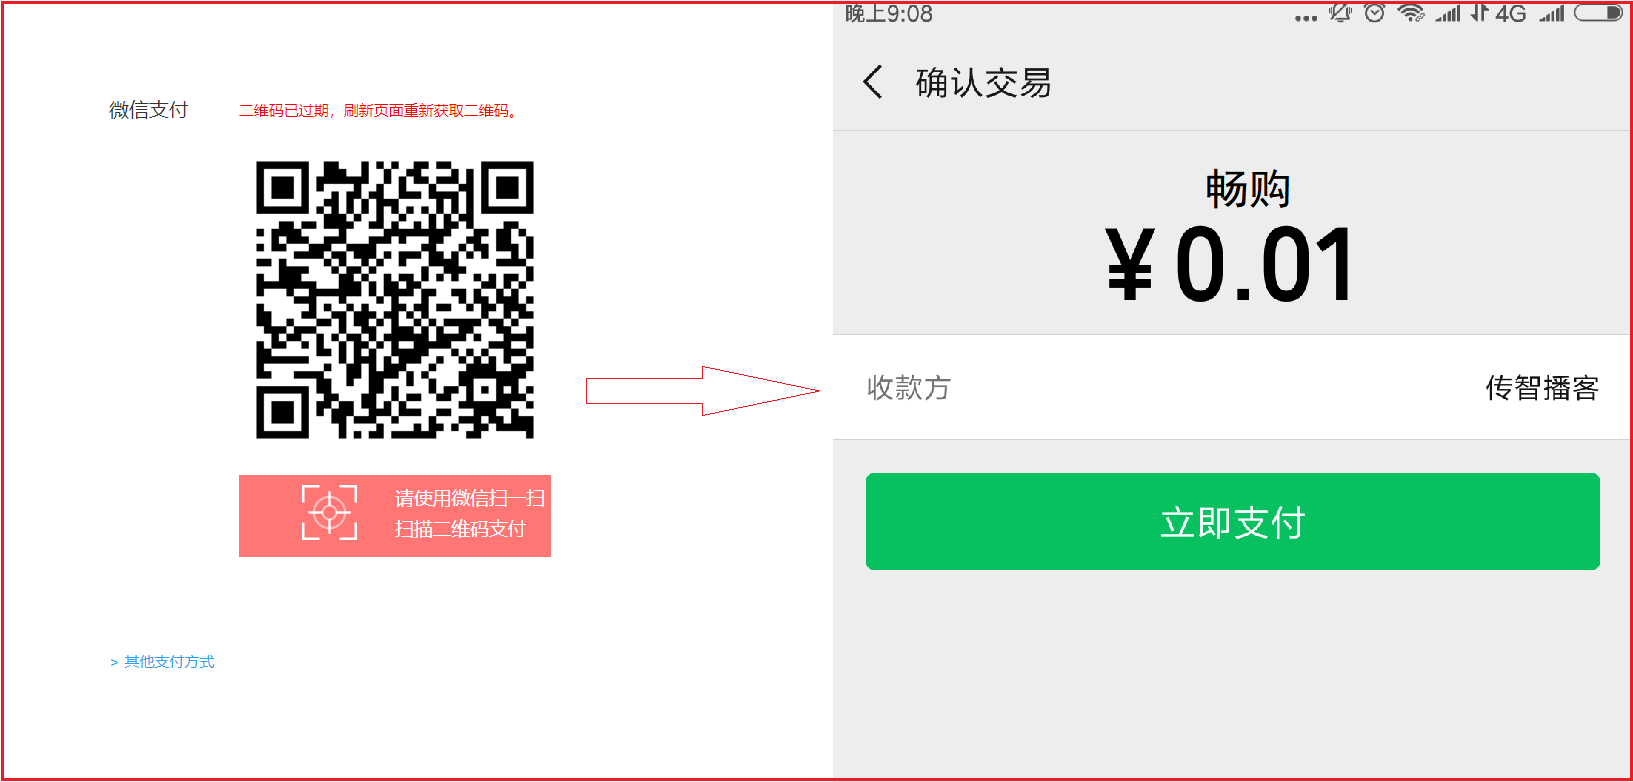 微信支付
二维码已过期，刷新页面重新获取二维码。
请使用微信扫一扫
扫描二维码支付
> 其他支付方式
晚上9:08
4G
确认交易
畅购
¥0.01
收款方
传智播客
立即支付